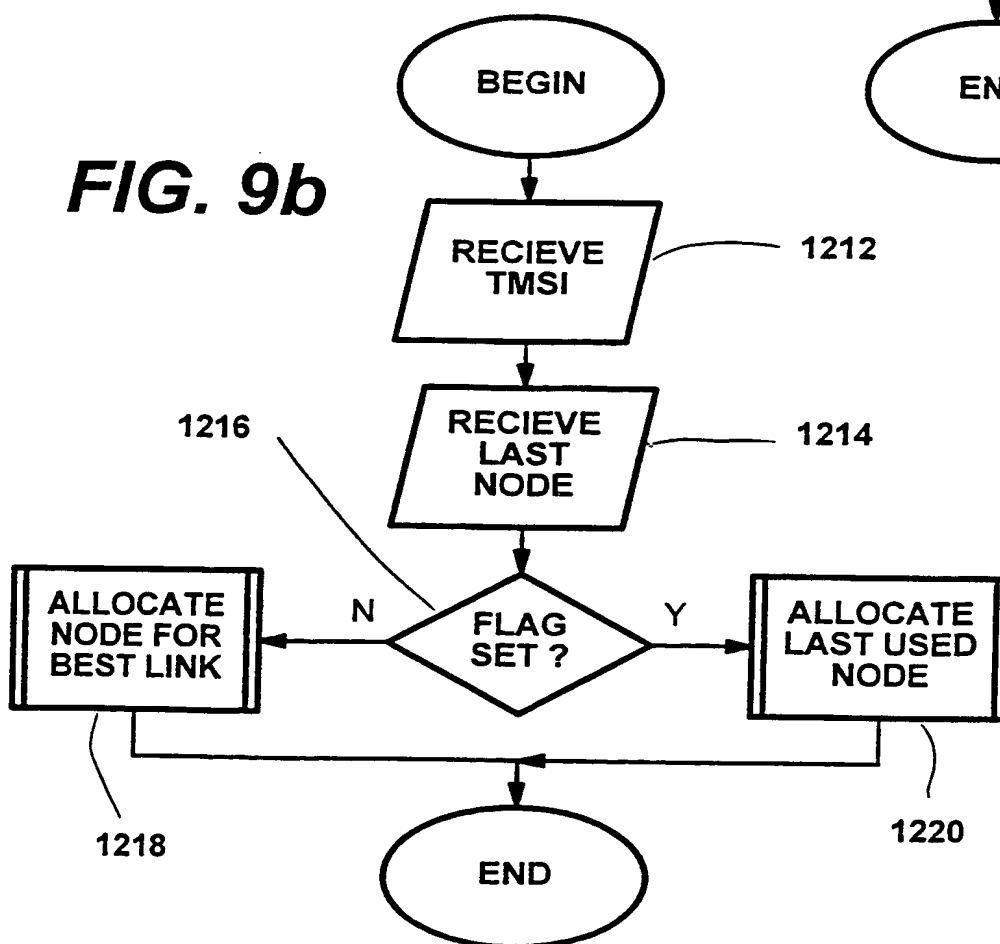 BEGIN
EN
FIG. 9b
RECIEVE
TMSI
1212
RECIEVE
LAST
NODE
1214
1216
FLAG
SET ?
N
Y
ALLOCATE
NODE FOR
BEST LINK
ALLOCATE
LAST USED
NODE
1218
1220
END